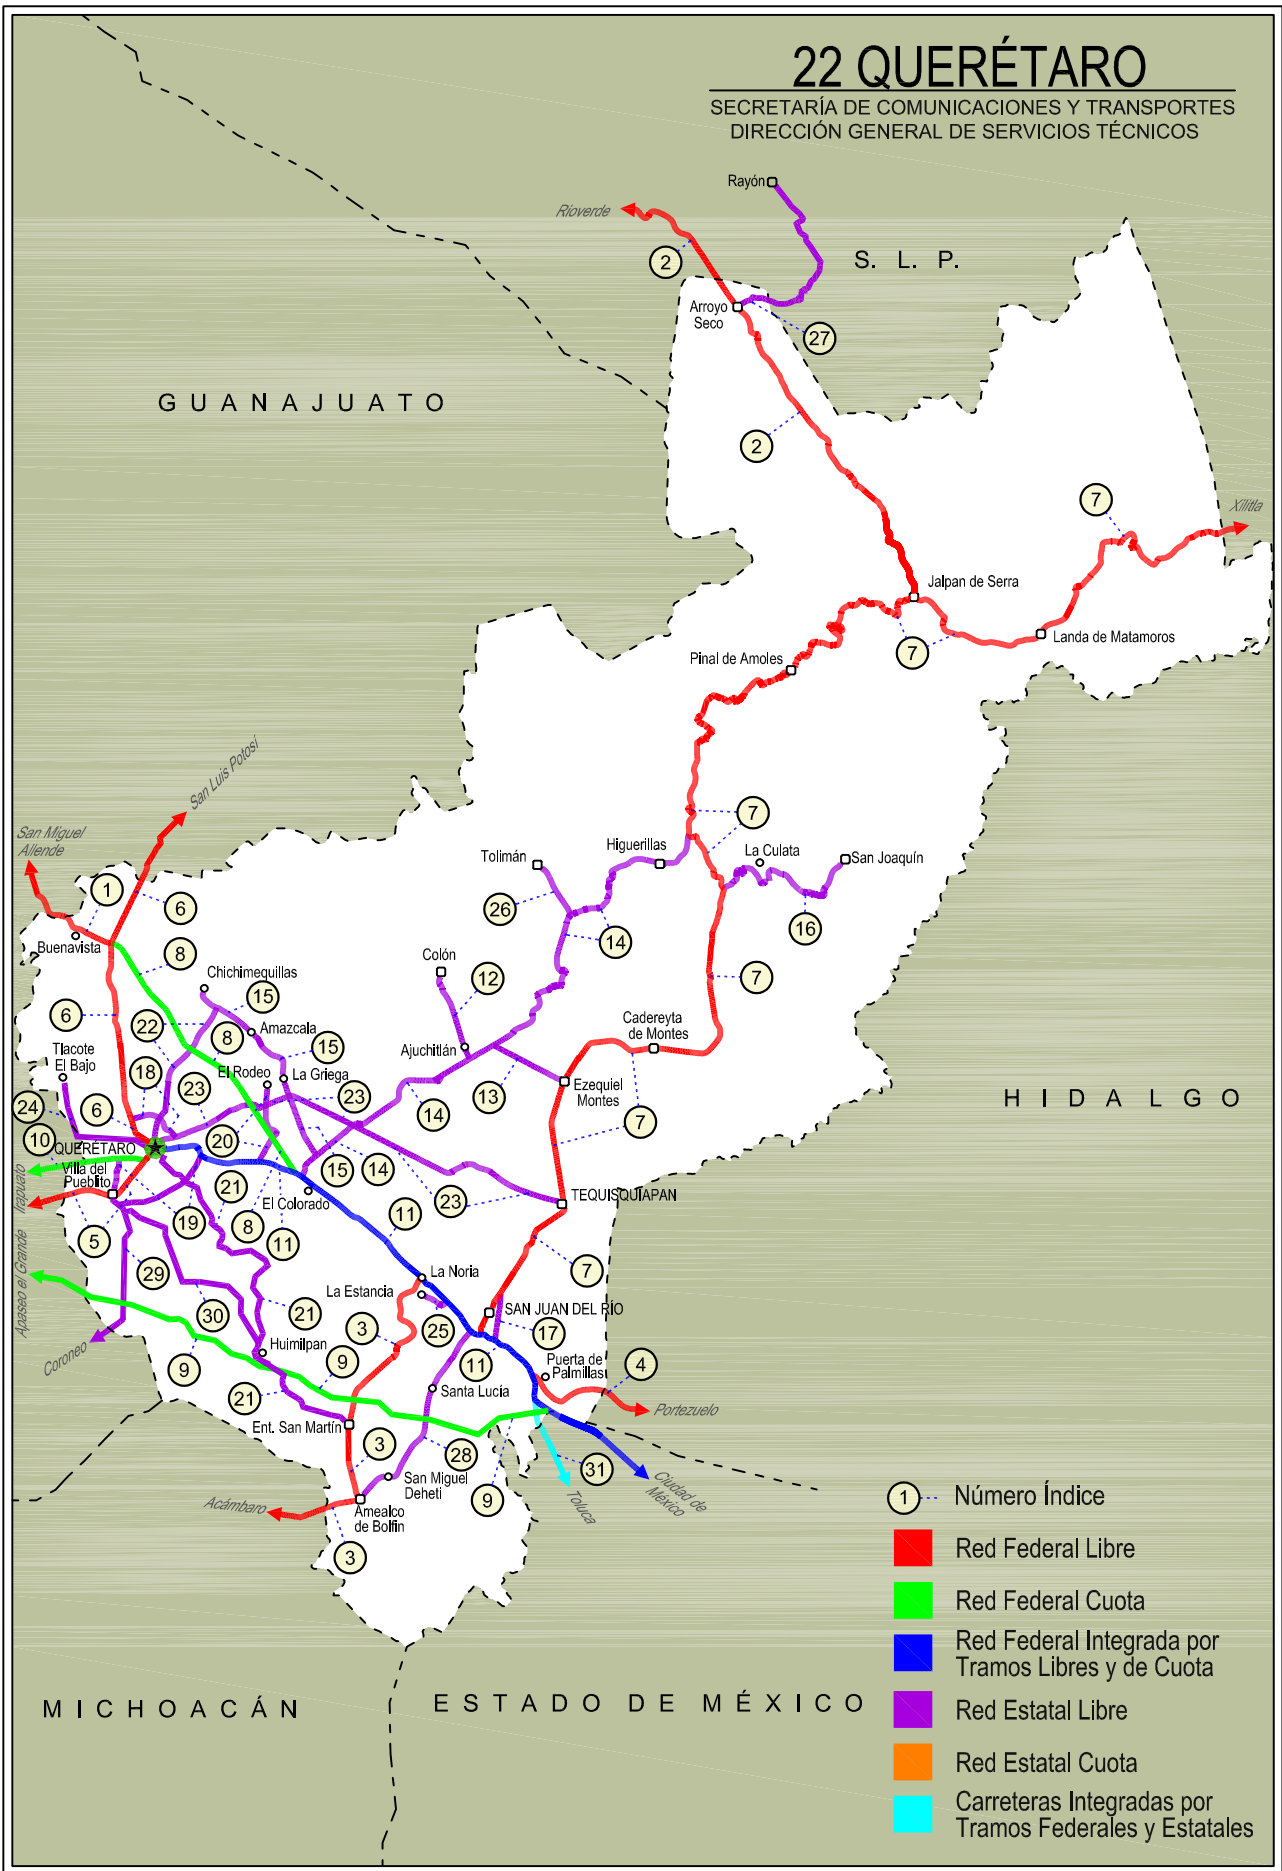 22 QUERÉTARO
SECRETARÍA DE COMUNICACIONES Y TRANSPORTES
DIRECCIÓN GENERAL DE SERVICIOS TÉCNICOS
Rayón
Rioverde
2
S. L. P.
Arroyo
Seco
27
GUANAJUATO
2
7
Xilitla
Jalpan de Serra
Landa de Matamoros
7
Pinal de Amoles
San Luis Potosí
San Miguel
Allende
7
Tolimán
Higuerillas
La Culata
San Joaquín
1
6
26
16
14
Buenavista
8
Colón
12
7
Chichimequillas
15
6
22
8
Amazcala
15
Cadereyta
de Montes
Tlacote
El Bajo
Ajuchitlán
18
23
El Rodeo
La Griega
23
14
13
Ezequiel
Montes
HIDALGO
24
6
7
10
QUERÉTARO
20
15
14
Villa del
Pueblito
Irapuato
21
El Colorado
23
TEQUISQUIAPAN
5
19
8
11
11
Apaseo el Grande
29
La Noria
7
La Estancia
30
21
SAN JUAN DEL RÍO
3
25
17
Huimilpan
Coroneo
9
9
11
Puerta de
Palmillas
4
21
Santa Lucía
Portezuelo
Ent. San Martín
3
28
31
San Miguel
Deheti
9
Ciudad de
México
Toluca
Acámbaro
Amealco
de Bolfin
3
1
Número Índice
Red Federal Libre
Red Federal Cuota
Red Federal Integrada por
Tramos Libres y de Cuota
Red Estatal Libre
Red Estatal Cuota
Carreteras Integradas por
Tramos Federales y Estatales
MICHOACÁN
ESTADO DE MÉXICO